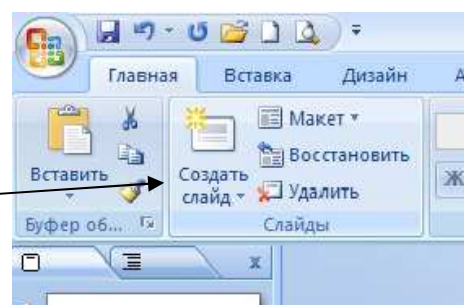 Главная Вставка Дизайн А
Макет
Восстановить
Вставить Создать слайд Удалить
Буфер об... Слайды
Ж